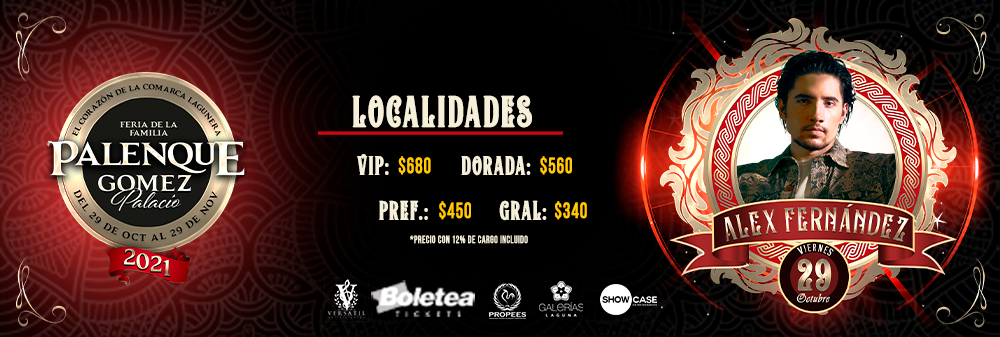 EL CORAZÓN DE LA COMARCA LAGUNERA
FERIA DE LA
FAMILIA
PALENQUE
GOMEZ
Palacio
DEL 29 DE OCT AL 29 DE NOV
2021
LOCALIDADES
VIP: $680 DORADA: $560
PREF.: $450 GRAL: $340
*PRECIO CON 12% DE CARGO INCLUIDO
VERSATIL
Boletea
TICKETS
PROPEES
GALERÍAS
LAGUNA
SHOWCASE
ALEX FERNÁNDEZ
VIERNES
29
Octubre